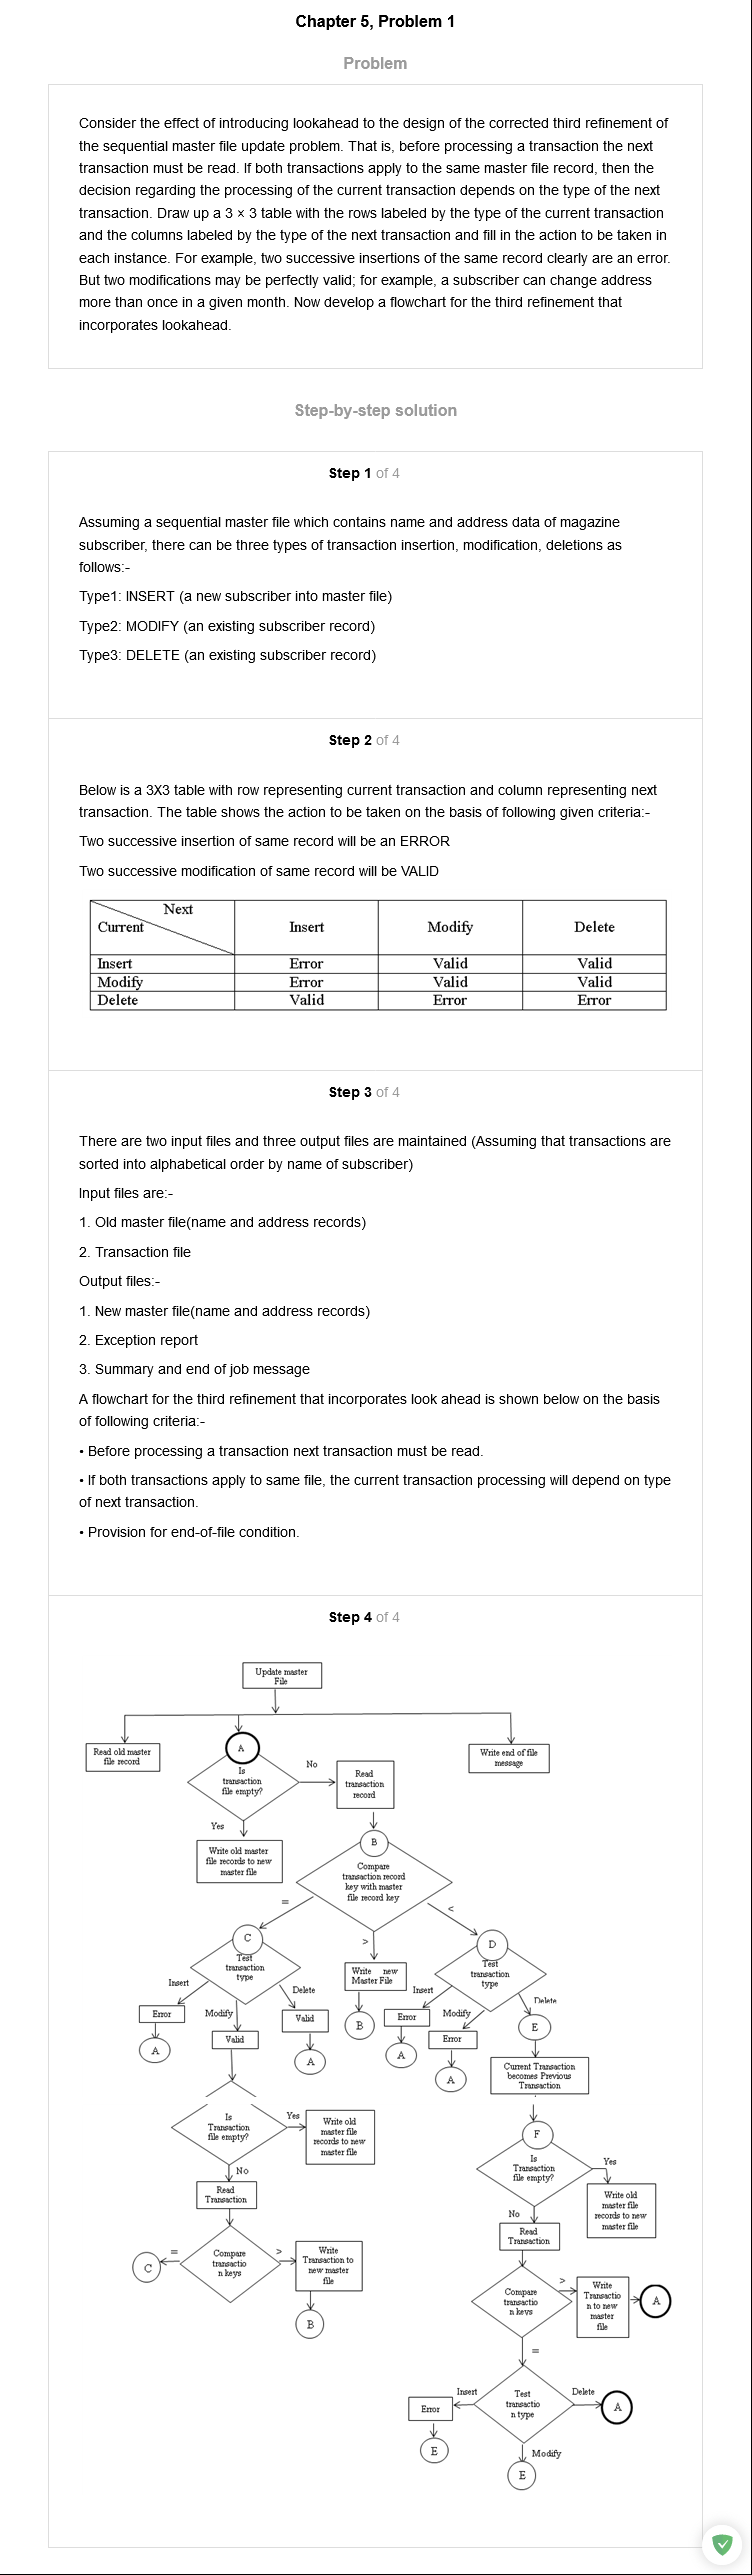 Chapter 5, Problem 1
Problem
Consider the effect of introducing lookahead to the design of the corrected third refinement of
the sequential master file update problem. That is, before processing a transaction the next
transaction must be read. If both transactions apply to the same master file record, then the
decision regarding the processing of the current transaction depends on the type of the next
transaction. Draw up a 3 × 3 table with the rows labeled by the type of the current transaction
and the columns labeled by the type of the next transaction and fill in the action to be taken in
each instance. For example, two successive insertions of the same record clearly are an error.
But two modifications may be perfectly valid; for example, a subscriber can change address
more than once in a given month. Now develop a flowchart for the third refinement that
incorporates lookahead.
Step-by-step solution
Step 1 of 4
Assuming a sequential master file which contains name and address data of magazine
subscriber, there can be three types of transaction insertion, modification, deletions as
follows:-
Type1: INSERT (a new subscriber into master file)
Type2: MODIFY (an existing subscriber record)
Type3: DELETE (an existing subscriber record)
Step 2 of 4
Below is a 3X3 table with row representing current transaction and column representing next
transaction. The table shows the action to be taken on the basis of following given criteria:-
Two successive insertion of same record will be an ERROR
Two successive modification of same record will be VALID
Next
Current Insert Modify Delete
Insert Error Valid Valid
Modify Error Valid Valid
Delete Valid Error Error
Step 3 of 4
There are two input files and three output files are maintained (Assuming that transactions are
sorted into alphabetical order by name of subscriber)
Input files are:-
1. Old master file(name and address records)
2. Transaction file
Output files:-
1. New master file(name and address records)
2. Exception report
3. Summary and end of job message
A flowchart for the third refinement that incorporates look ahead is shown below on the basis
of following criteria:-
• Before processing a transaction next transaction must be read.
• If both transactions apply to same file, the current transaction processing will depend on type
of next transaction.
• Provision for end-of-file condition.
Step 4 of 4
Update master
File
Read old master
file record
A
Is
transaction
file empty?
No
Read
transaction
record
Write end of file
message
Yes
Write old master
file records to new
master file
B
Compare
transaction record
key with master
file record key
=
>
<
C
Test
transaction
type
Write new
Master File
D
Test
transaction
type
Insert
Modify
Delete
Error
Valid
Valid
A
A
B
Insert
Modify
Delete
Error
Error
E
A
A
Current Transaction
becomes Previous
Transaction
Is
Transaction
file empty?
Yes
Write old
master file
records to new
master file
No
Read
Transaction
Compare
transactio
n keys
=
C
>
Write
Transaction to
new master
file
B
F
Is
Transaction
file empty?
Yes
Write old
master file
records to new
master file
No
Read
Transaction
Compare
transactio
n keys
>
Write
Transactio
n to new
master
file
A
=
Test
transactio
n type
Insert
Error
E
Delete
A
Modify
E